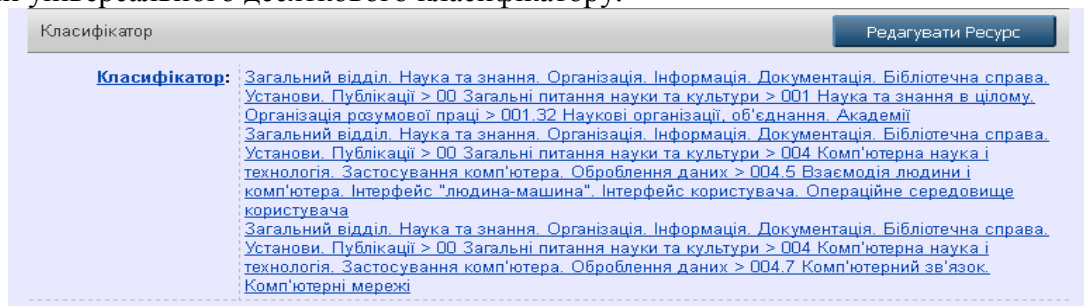 універсального десяткового класифікатору.
Класифікатор
Редагувати Ресурс
Класифікатор: Загальний відділ. Наука та знання. Організація. Інформація. Документація. Бібліотечна справа.
Установи. Публікації > 00 Загальні питання науки та культури > 001 Наука та знання в цілому.
Організація розумової праці > 001.32 Наукові організації, об'єднання. Академії
Загальний відділ. Наука та знання. Організація. Інформація. Документація. Бібліотечна справа.
Установи. Публікації > 00 Загальні питання науки та культури > 004 Комп'ютерна наука і
технологія. Застосування комп'ютера. Оброблення даних > 004.5 Взаємодія людини і
комп'ютера. Інтерфейс "людина-машина". Інтерфейс користувача. Операційне середовище
користувача
Загальний відділ. Наука та знання. Організація. Інформація. Документація. Бібліотечна справа.
Установи. Публікації > 00 Загальні питання науки та культури > 004 Комп'ютерна наука і
технологія. Застосування комп'ютера. Оброблення даних > 004.7 Комп'ютерний зв'язок.
Комп'ютерні мережі